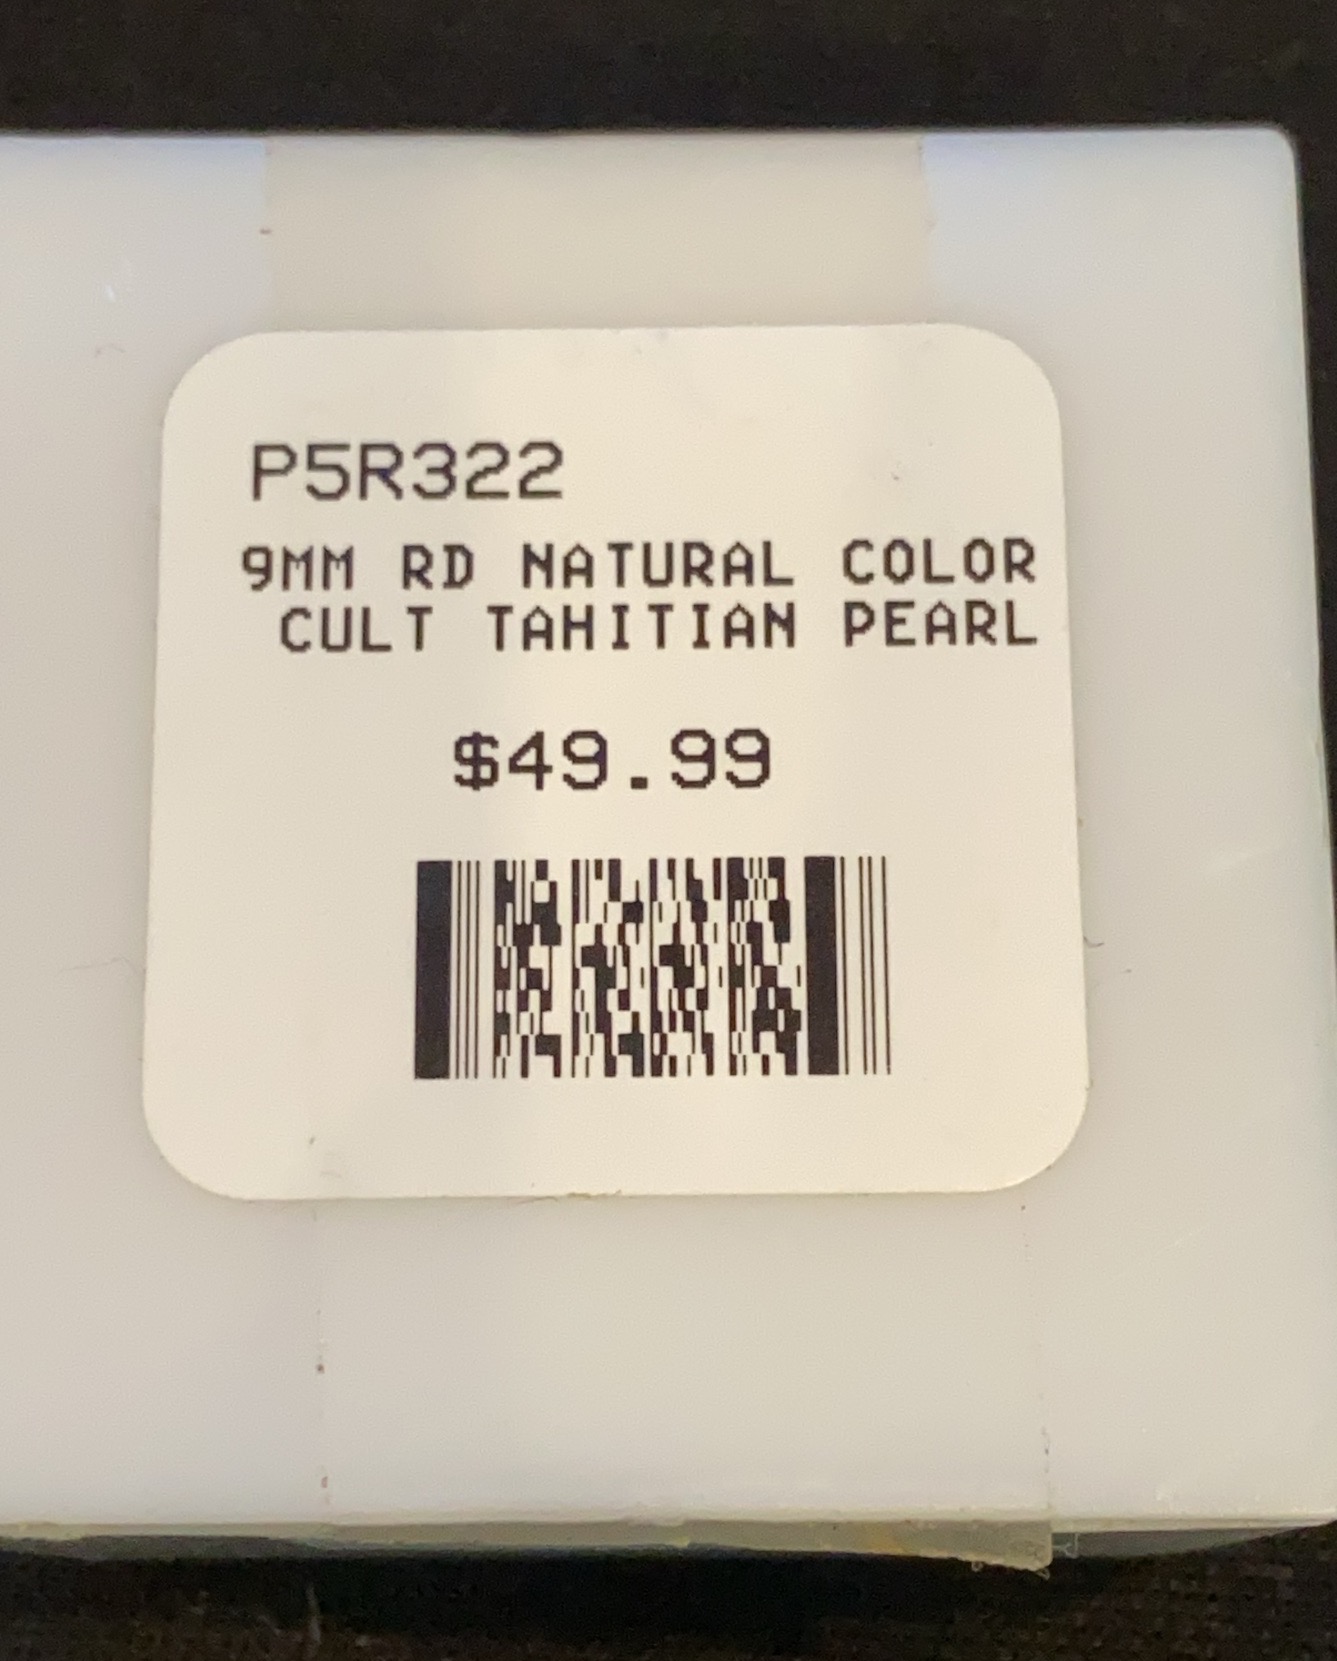 P5R322
9MM RD NATURAL COLOR
CULT TAHITIAN PEARL
$49.99